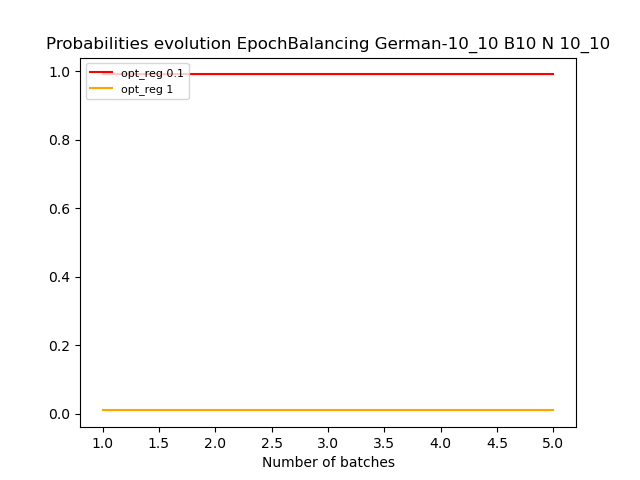 Probabilities evolution EpochBalancing German-10_10 B10 N 10_10
opt_reg 0.1
opt_reg 1
1.0
0.8
0.6
0.4
0.2
0.0
1.0 1.5 2.0 2.5 3.0 3.5 4.0 4.5 5.0
Number of batches